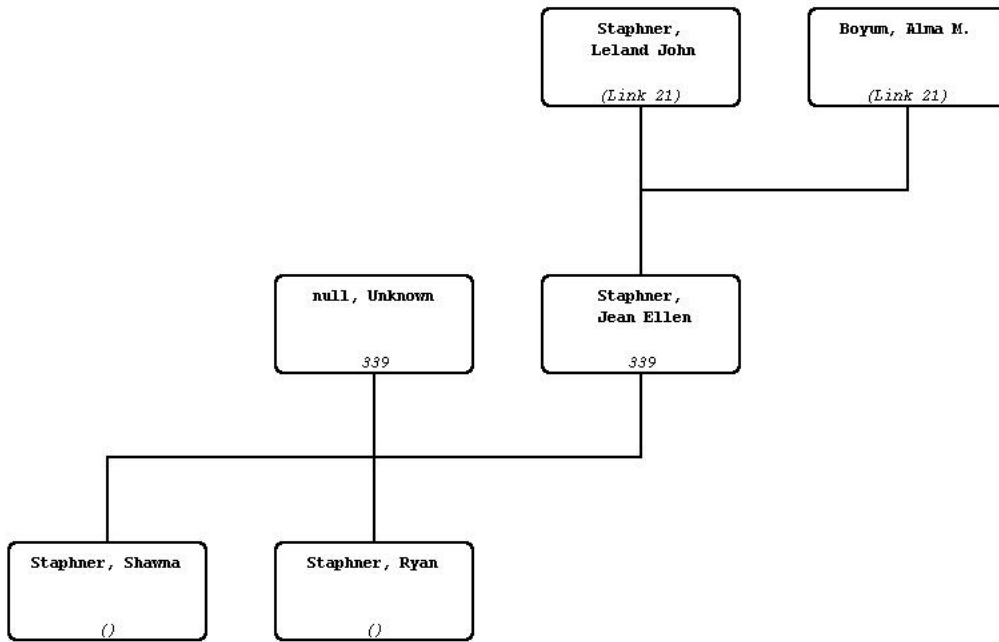 Staphner,
Leland John
(Link 21)
Boyum, Alma M.
(Link 21)
null, Unknown
339
Staphner,
Jean Ellen
339
Staphner, Shawna
()
Staphner, Ryan
()